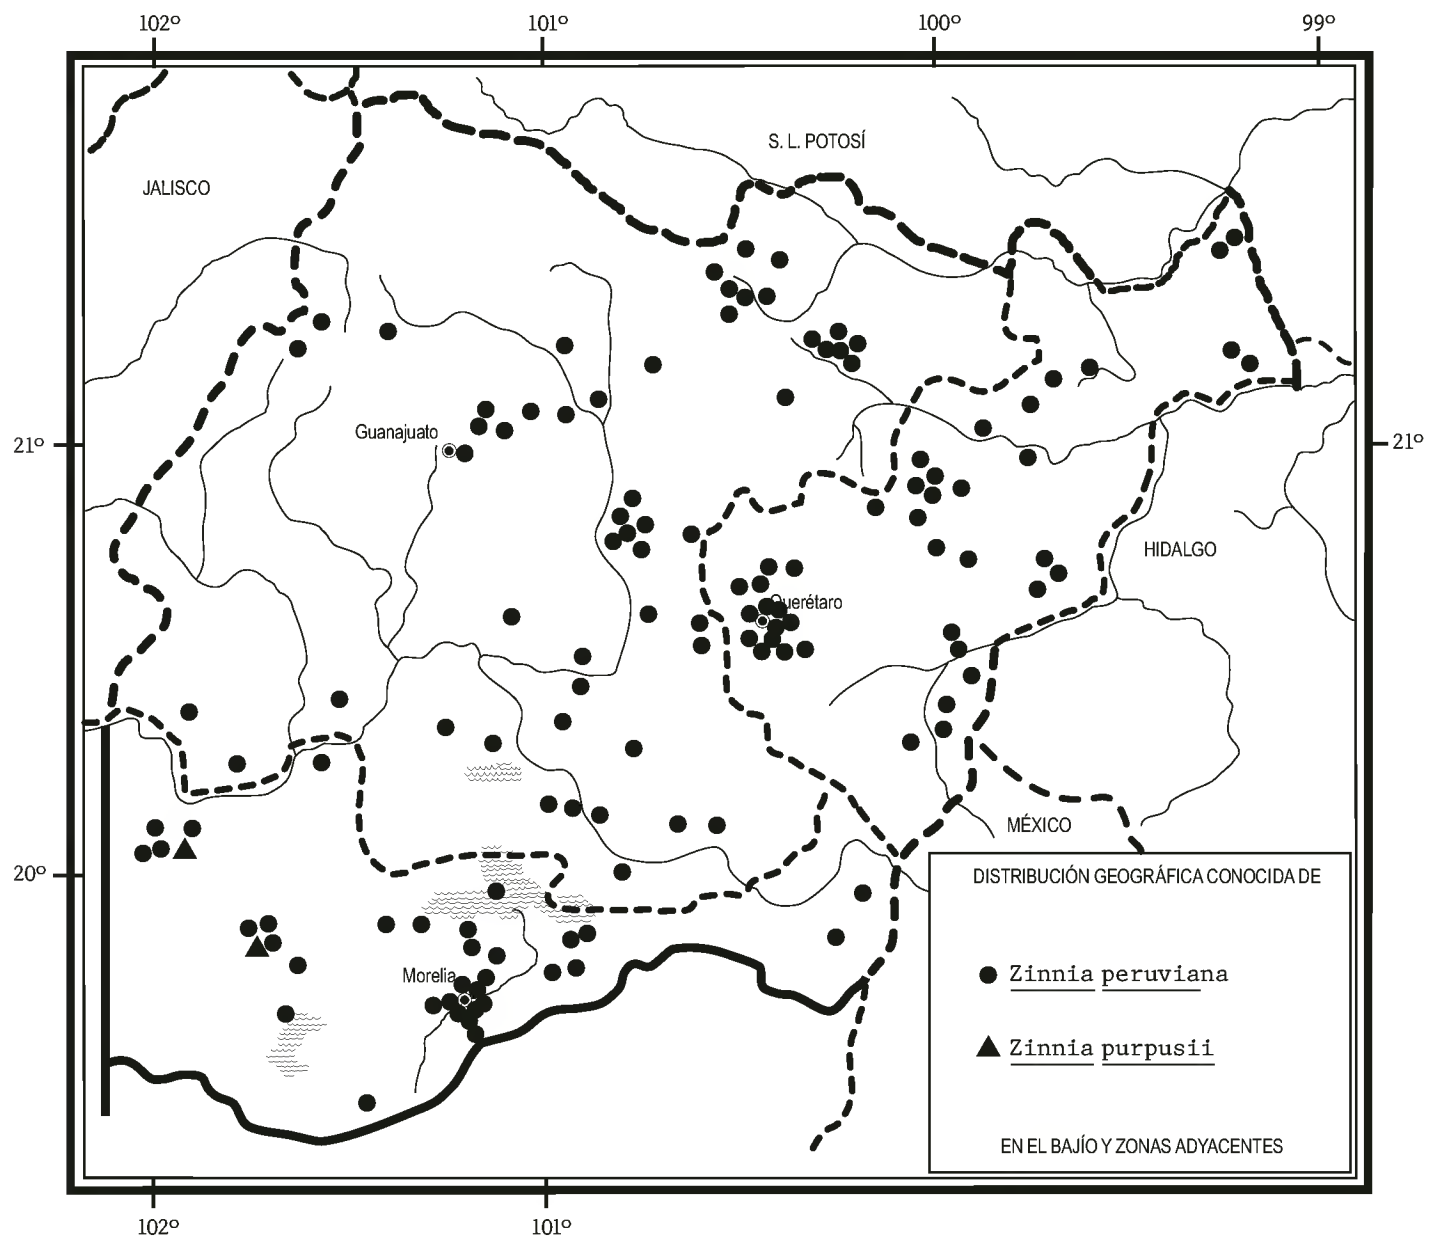 102º 101º 100º 99º
S. L. POTOSÍ
JALISCO
Guanajuato
21º 21º
HIDALGO
Querétaro
MÉXICO
20º
DISTRIBUCIÓN GEOGRÁFICA CONOCIDA DE
Morelia
Zinnia peruviana
Zinnia purpusii
EN EL BAJÍO Y ZONAS ADYACENTES
102º 101º